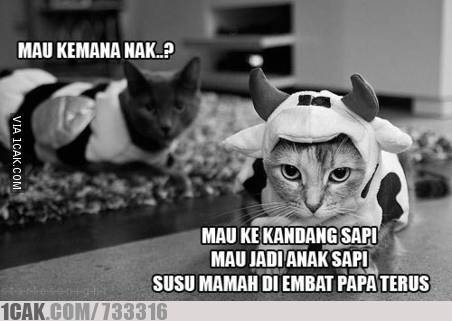 MAU KEMANA NAK..?
VIA 1CAK.COM
MAU KE KANDANG SAPI
MAU JADI ANAK SAPI
SUSU MAMAH DI EMBAT PAPA TERUS
1CAK.COM/733316